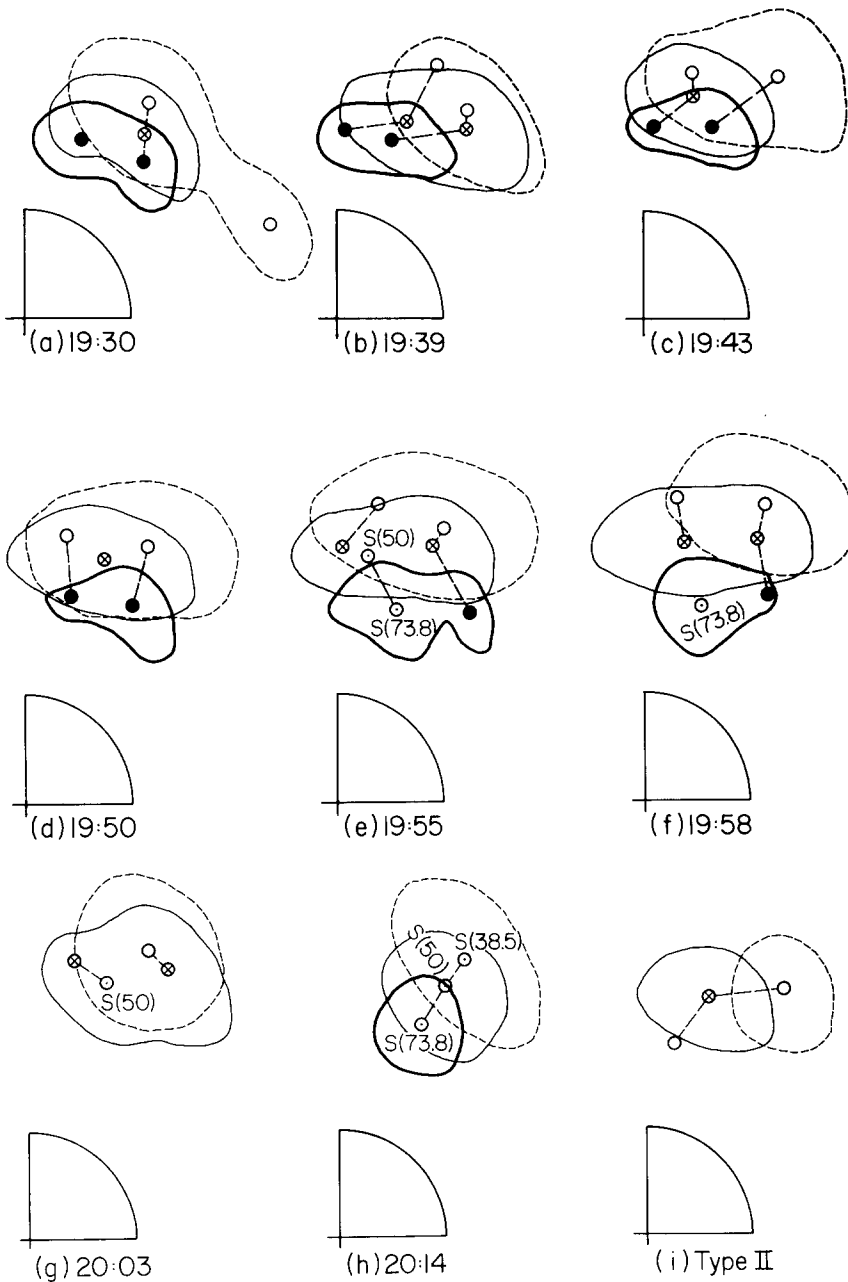 (a) 19:30
(b) 19:39
(c) 19:43
S(50)
S(73.8)
S(73.8)
(d) 19:50
(e) 19:55
(f) 19:58
S(50)
S(50)
S(38.5)
S(73.8)
(g) 20:03
(h) 20:14
(i) Type II